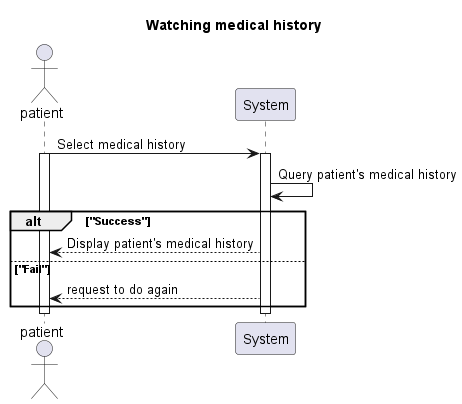 Watching medical history
patient
System
Select medical history
Query patient's medical history
alt ["Success"]
Display patient's medical history
["Fail"]
request to do again
patient
System